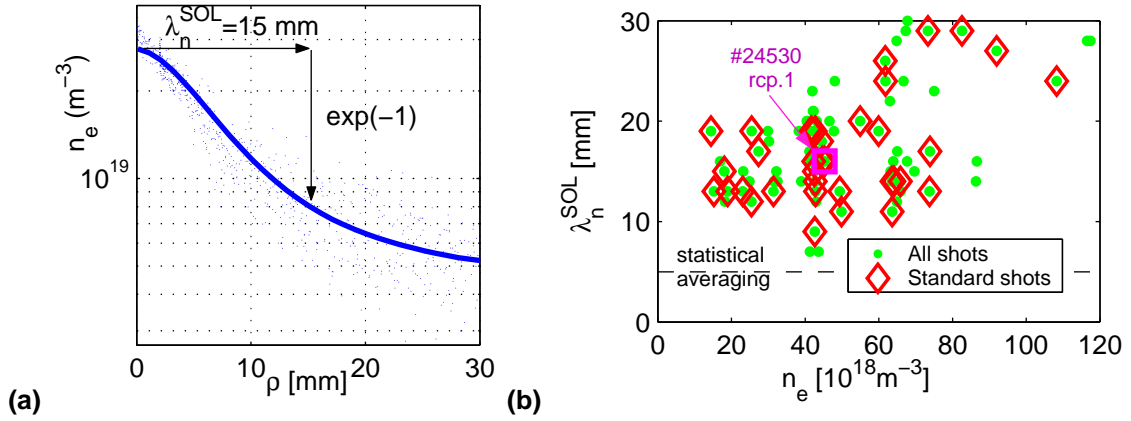 λ_n^SOL=15 mm
exp(−1)
n_e (m^−3)
10^19
0 10 20 30
ρ [mm]
(a)
30
20
10
0
λ_n^SOL [mm]
#24530
rcp.1
statistical
averaging
All shots
Standard shots
0 20 40 60 80 100 120
n_e [10^18 m^−3]
(b)